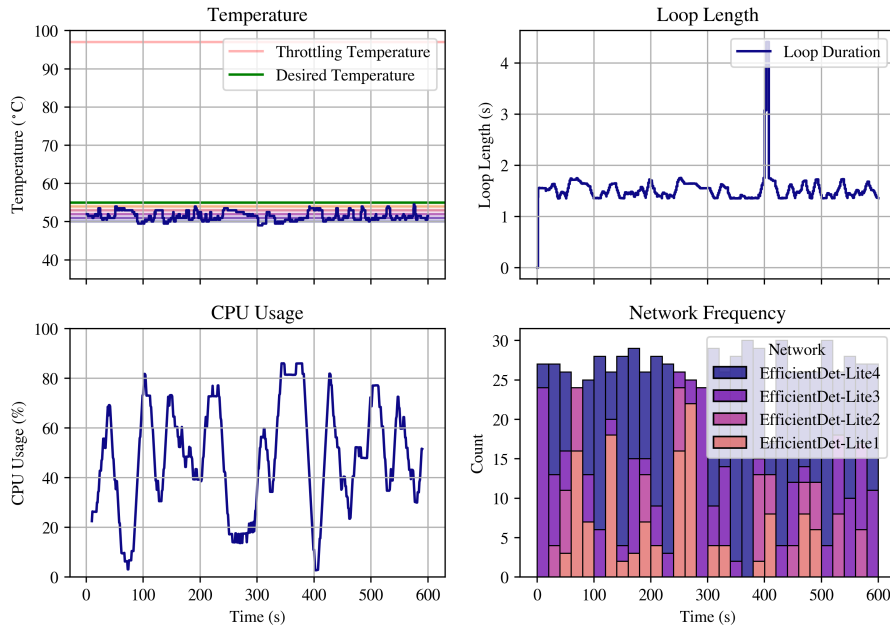 Temperature
100
90
80
70
60
50
40
Temperature (°C)
Throttling Temperature
Desired Temperature
Loop Length
4
2
0
Loop Length (s)
Loop Duration
CPU Usage
100
80
60
40
20
0
CPU Usage (%)
0 100 200 300 400 500 600
Time (s)
Network Frequency
30
25
20
15
10
5
0
Count
Network
EfficientDet-Lite4
EfficientDet-Lite3
EfficientDet-Lite2
EfficientDet-Lite1
0 100 200 300 400 500 600
Time (s)